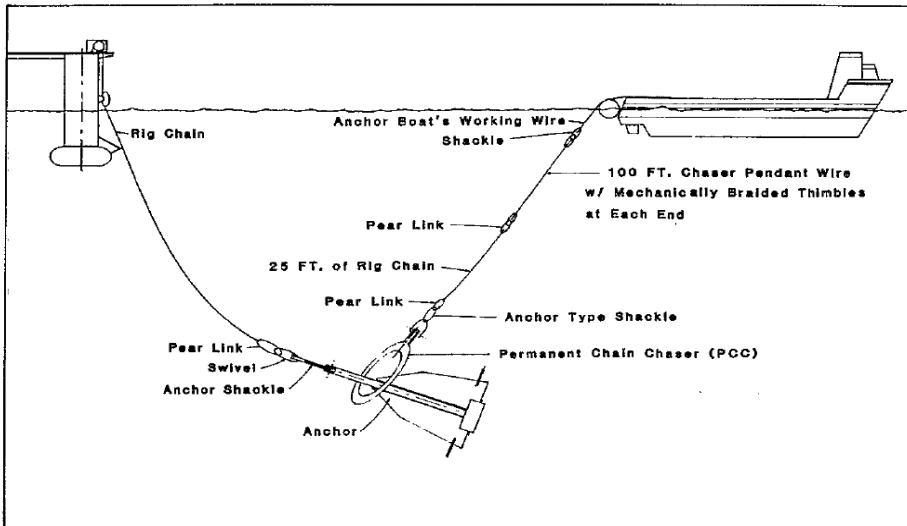 Rig Chain
Anchor Boat's Working Wire
Shackle
100 FT. Chaser Pendant Wire
w/ Mechanically Braided Thimbles
at Each End
Pear Link
25 FT. of Rig Chain
Pear Link
Anchor Type Shackle
Pear Link
Swivel
Anchor Shackle
Permanent Chain Chaser (PCC)
Anchor